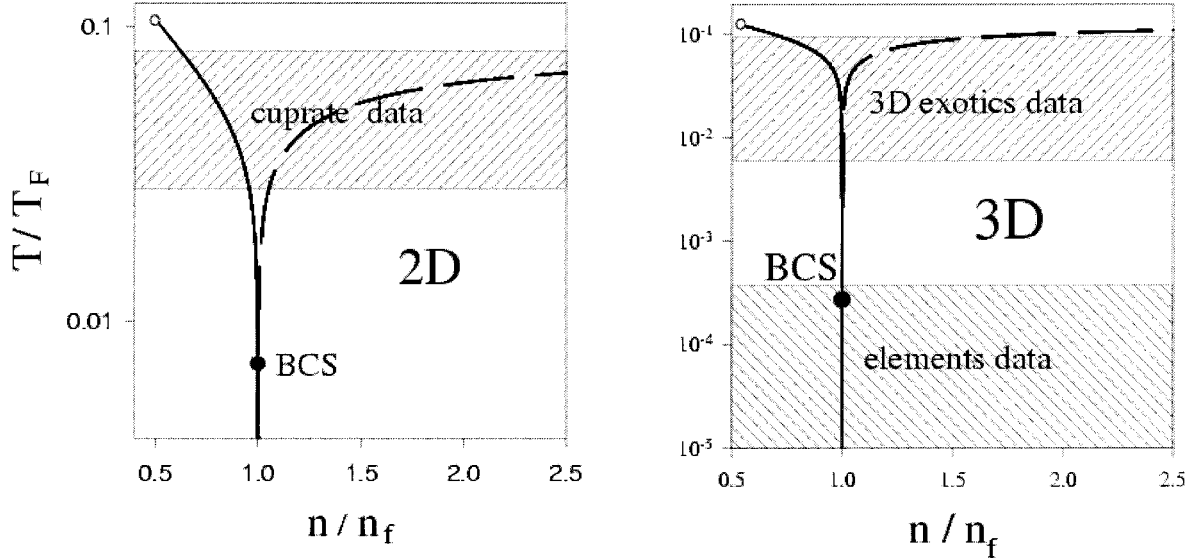 0.1
cuprate data
T / T_F
2D
0.01
BCS
0.5 1.0 1.5 2.0 2.5
n / n_f
10^-1
3D exotics data
10^-2
3D
10^-3
BCS
10^-4
elements data
10^-5
0.5 1.0 1.5 2.0 2.5
n / n_f